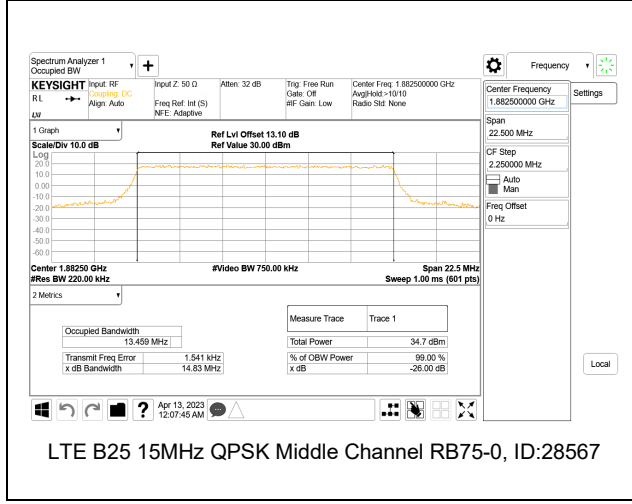 Spectrum Analyzer 1
Occupied BW
Frequency
KEYSIGHT
RL
LXI
Input: RF
Coupling: DC
Align: Auto
Input Z: 50 Ω
Freq Ref: Int (S)
NFE: Adaptive
Atten: 32 dB
Trig: Free Run
Gate: Off
#IF Gain: Low
Center Freq: 1.882500000 GHz
Avg|Hold:>10/10
Radio Std: None
Center Frequency
1.882500000 GHz
Settings
Span
22.500 MHz
CF Step
2.250000 MHz
Auto
Man
Freq Offset
0 Hz
1 Graph
Scale/Div 10.0 dB
Ref Lvl Offset 13.10 dB
Ref Value 30.00 dBm
Log
20.0
10.0
0.00
-10.0
-20.0
-30.0
-40.0
-50.0
-60.0
Center 1.88250 GHz
#Video BW 750.00 kHz
Span 22.5 MHz
#Res BW 220.00 kHz
Sweep 1.00 ms (601 pts)
2 Metrics
Measure Trace Trace 1
Occupied Bandwidth
13.459 MHz
Total Power 34.7 dBm
Transmit Freq Error 1.541 kHz
% of OBW Power 99.00 %
x dB Bandwidth 14.83 MHz
x dB -26.00 dB
Local
Apr 13, 2023
12:07:45 AM
LTE B25 15MHz QPSK Middle Channel RB75-0, ID:28567